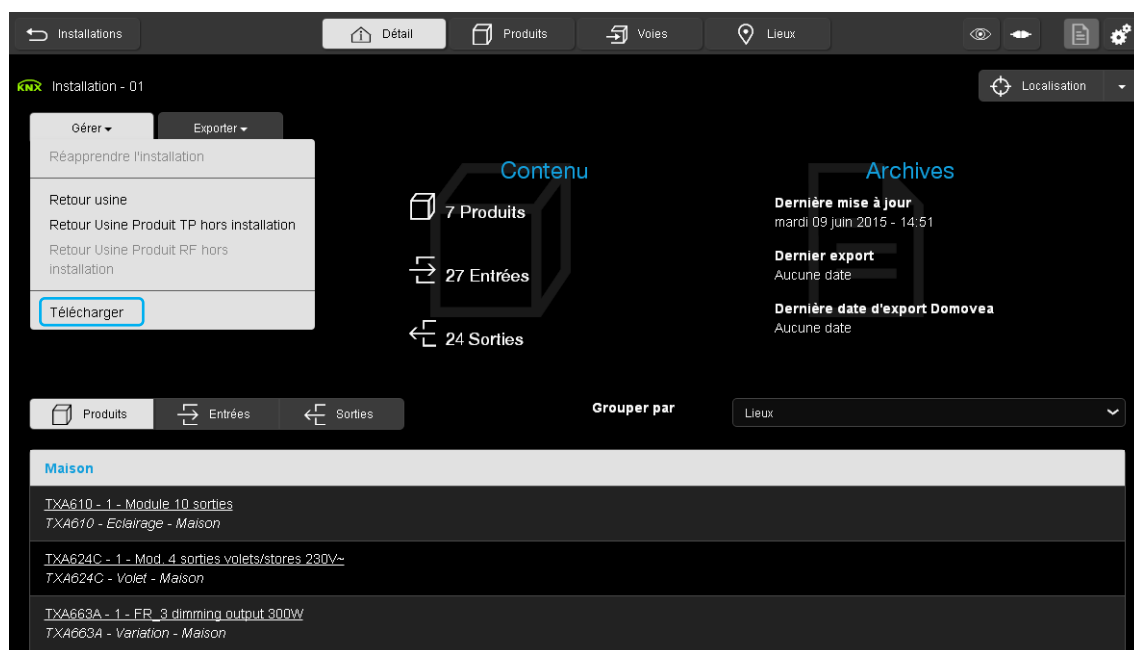 Installations
Détail
Produits
Voies
Lieux
KNX Installation - 01
Localisation
Gérer
Exporter
Réapprendre l'installation
Retour usine
Retour Usine Produit TP hors installation
Retour Usine Produit RF hors
installation
Télécharger
Contenu
7 Produits
27 Entrées
24 Sorties
Archives
Dernière mise à jour
mardi 09 juin 2015 - 14:51
Dernier export
Aucune date
Dernière date d'export Domovea
Aucune date
Produits
Entrées
Sorties
Grouper par
Lieux
Maison
TXA610 - 1 - Module 10 sorties
TXA610 - Eclairage - Maison
TXA624C - 1 - Mod. 4 sorties volets/stores 230V~
TXA624C - Volet - Maison
TXA663A - 1 - FR_3 dimming output 300W
TXA663A - Variation - Maison